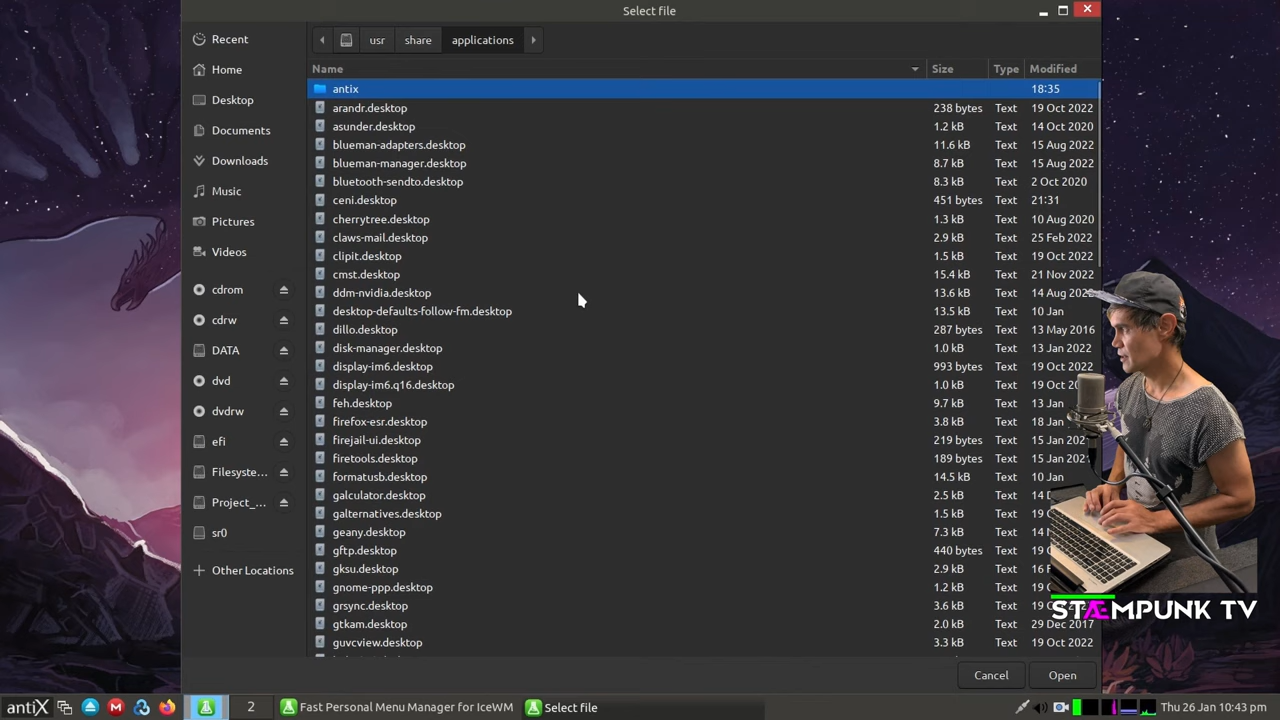 Select file
Recent
Home
Desktop
Documents
Downloads
Music
Pictures
Videos
cdrom
cdrw
DATA
dvd
dvdrw
efi
Filesyste...
Project_...
sr0
Other Locations
usr share applications
Name Size Type Modified
antix 18:35
arandr.desktop 238 bytes Text 19 Oct 2022
asunder.desktop 1.2 kB Text 14 Oct 2020
blueman-adapters.desktop 11.6 kB Text 15 Aug 2022
blueman-manager.desktop 8.7 kB Text 15 Aug 2022
bluetooth-sendto.desktop 8.3 kB Text 2 Oct 2020
ceni.desktop 451 bytes Text 21:31
cherrytree.desktop 1.3 kB Text 10 Aug 2020
claws-mail.desktop 2.9 kB Text 25 Feb 2022
clipit.desktop 1.5 kB Text 19 Oct 2022
cmst.desktop 15.4 kB Text 21 Nov 2022
ddm-nvidia.desktop 13.6 kB Text 14 Aug
desktop-defaults-follow-fm.desktop 13.5 kB Text 10 Jan
dillo.desktop 287 bytes Text 13 May 2016
disk-manager.desktop 1.0 kB Text 13 Jan 2022
display-im6.desktop 993 bytes Text 19 Oct 2022
display-im6.q16.desktop 1.0 kB Text 19 Oct
feh.desktop 9.7 kB Text 13 Jan
firefox-esr.desktop 3.8 kB Text 18 Jan
firejail-ui.desktop 219 bytes Text 15 Jan
firetools.desktop 189 bytes Text 15 Jan
formatusb.desktop 14.5 kB Text 10 Jan
galculator.desktop 2.5 kB Text 14
galternatives.desktop 1.5 kB Text 19
geany.desktop 7.3 kB Text 14
gftp.desktop 440 bytes Text 19
gksu.desktop 2.9 kB Text 16
gnome-ppp.desktop 1.2 kB Text 19
grsync.desktop 3.6 kB Text 19
gtkam.desktop 2.0 kB Text 29 Dec 2017
guvcview.desktop 3.3 kB Text 19 Oct 2022
Cancel Open
STÆMPUNK TV
antiX 2 Fast Personal Menu Manager for IceWM Select file Thu 26 Jan 10:43 pm